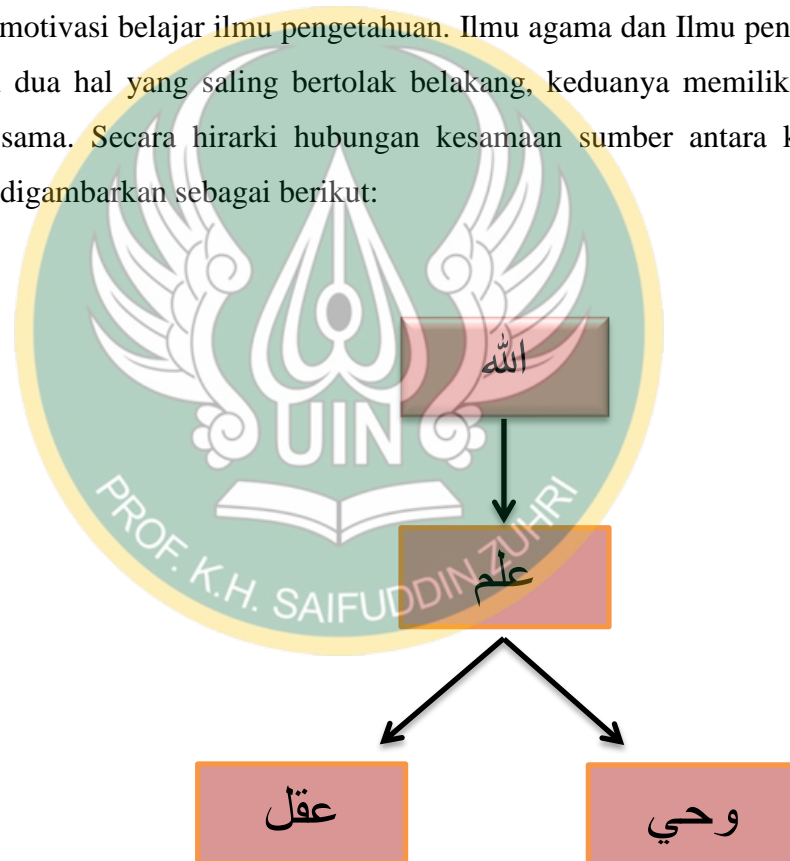 motivasi belajar ilmu pengetahuan. Ilmu agama dan Ilmu pen
dua hal yang saling bertolak belakang, keduanya memilik
sama. Secara hirarki hubungan kesamaan sumber antara k
digambarkan sebagai berikut:
الله
UIN
علم
PROF. K.H. SAIFUDDIN ZUHRI
عقل
وحي